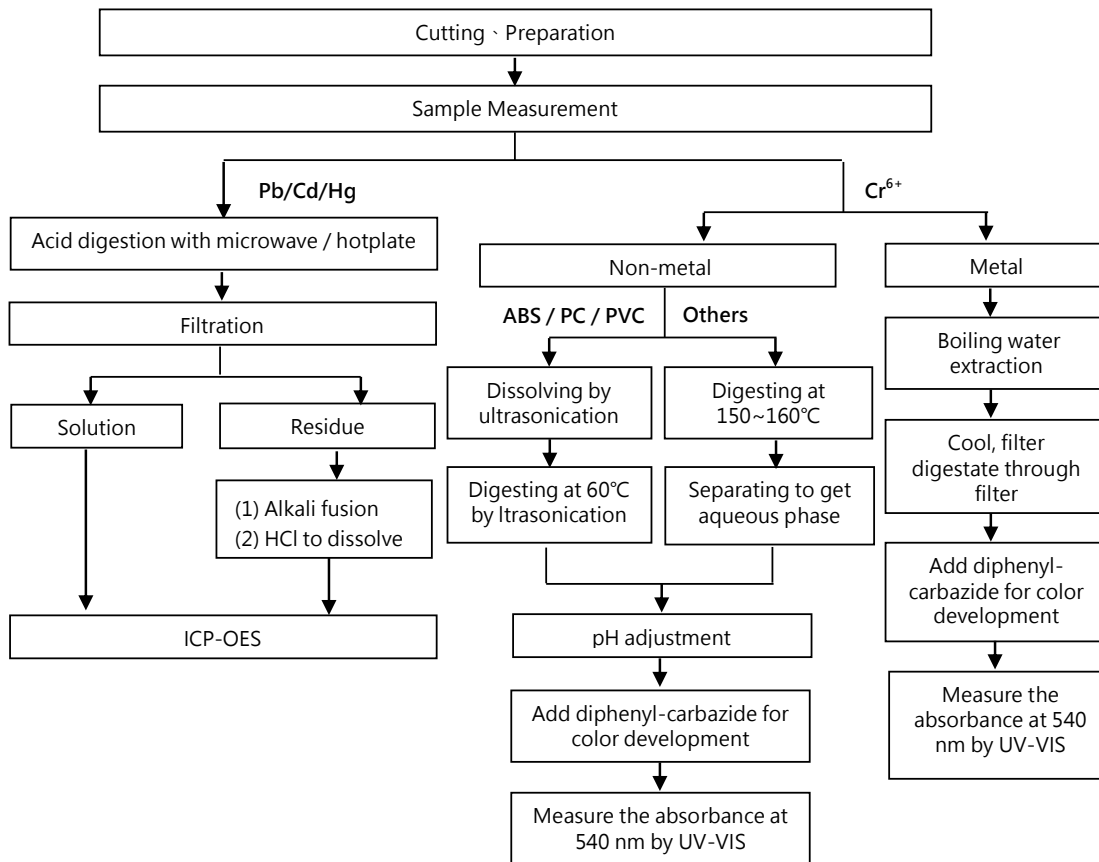 Cutting、Preparation
Sample Measurement
Pb/Cd/Hg
Cr⁶⁺
Acid digestion with microwave / hotplate
Filtration
Solution
Residue
(1) Alkali fusion
(2) HCl to dissolve
ICP-OES
Non-metal
ABS / PC / PVC
Others
Dissolving by
ultrasonication
Digesting at 60℃
by ltrasonication
Digesting at
150~160℃
Separating to get
aqueous phase
pH adjustment
Add diphenyl-carbazide for
color development
Measure the absorbance at
540 nm by UV-VIS
Metal
Boiling water
extraction
Cool, filter
digestate through
filter
Add diphenyl-
carbazide for color
development
Measure the
absorbance at 540
nm by UV-VIS